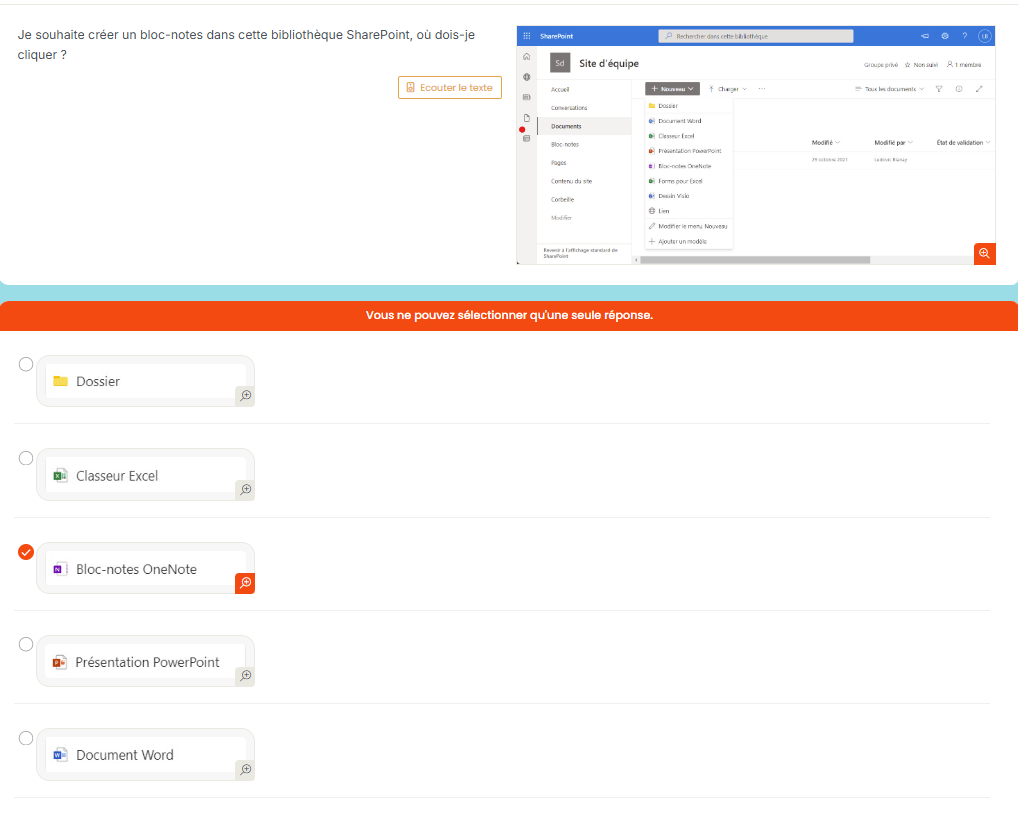 Je souhaite créer un bloc-notes dans cette bibliothèque SharePoint, où dois-je
cliquer ?
Ecouter le texte
SharePoint
Rechercher dans cette bibliothèque
?
LB
Sd
Site d'équipe
Groupe privé
Non suivi
1 membre
Accueil
Conversations
Documents
Bloc-notes
Pages
Contenu du site
Corbeille
Modifier
Revenir à l'affichage standard de
SharePoint
+ Nouveau
Charger
...
Tous les documents
Dossier
Document Word
Classeur Excel
Présentation PowerPoint
Bloc-notes OneNote
Forms pour Excel
Dessin Visio
Lien
Modifier le menu Nouveau
+ Ajouter un modèle
Modifié
Modifié par
État de validation
29 octobre 2021
Vous ne pouvez sélectionner qu'une seule réponse.
Dossier
Classeur Excel
Bloc-notes OneNote
Présentation PowerPoint
Document Word